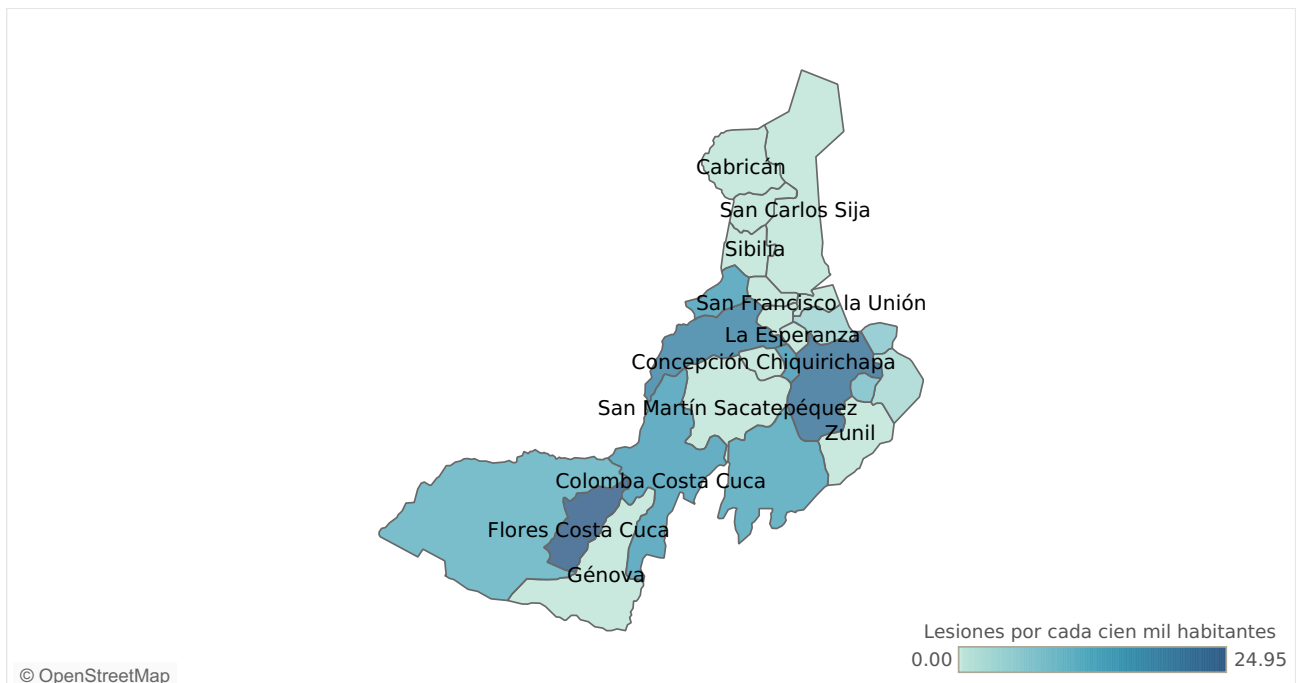 Cabricán
San Carlos Sija
Sibilia
San Francisco la Unión
La Esperanza
Concepción Chiquirichapa
San Martín Sacatepéquez
Zunil
Colomba Costa Cuca
Flores Costa Cuca
Génova
Lesiones por cada cien mil habitantes
0.00 24.95
© OpenStreetMap